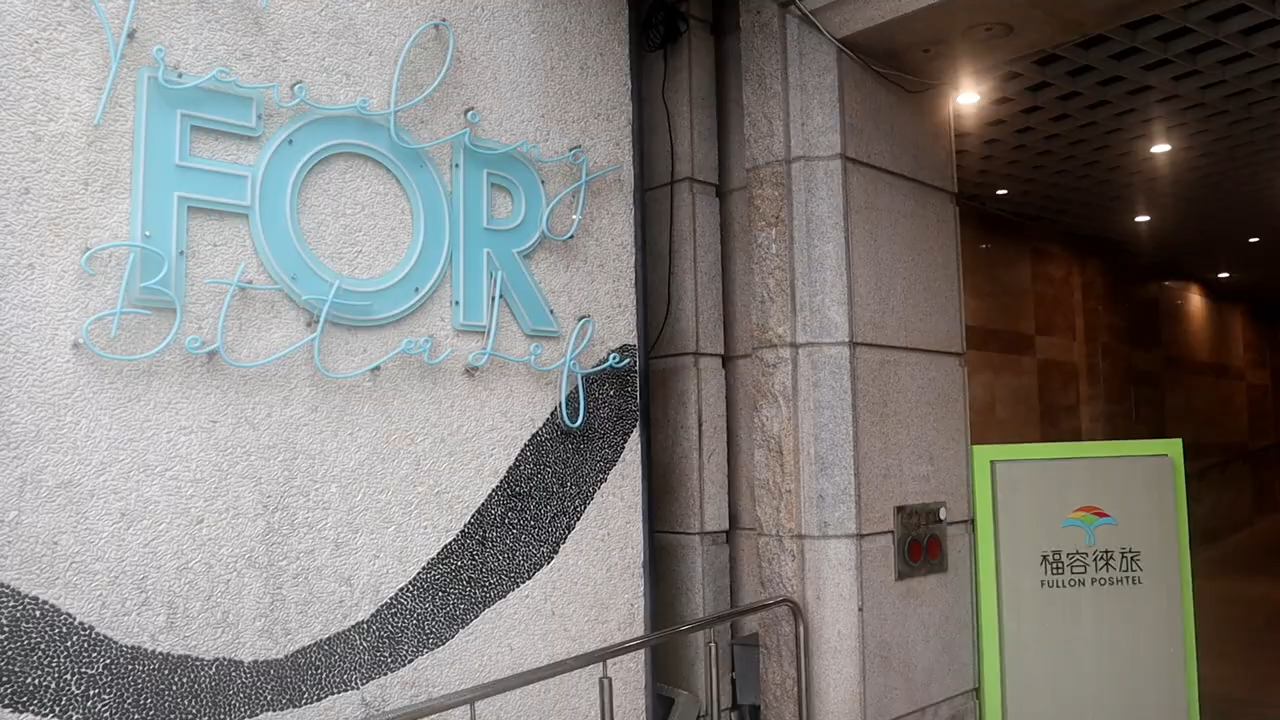 Traveling
FOR
Better Life
福容徠旅
FULLON POSHTEL